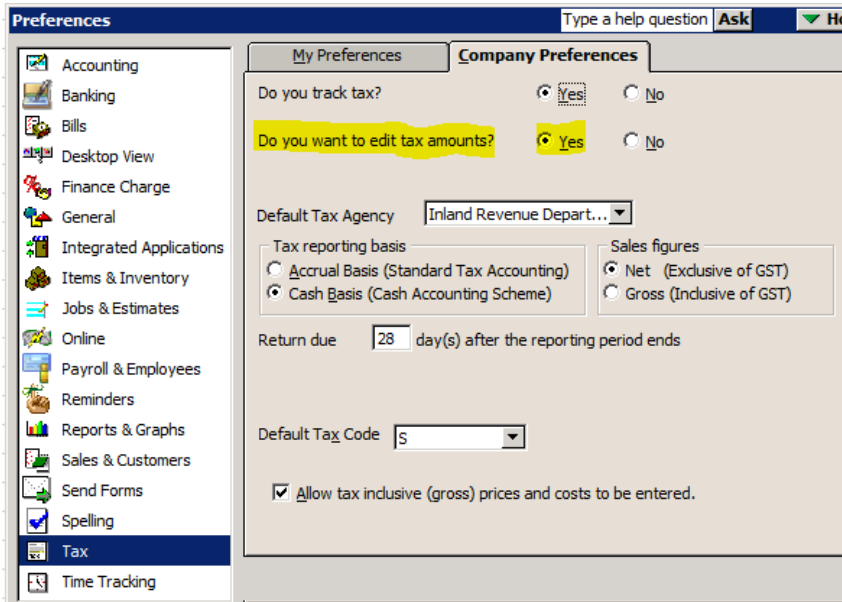 Preferences
Type a help question Ask
Accounting
Banking
Bills
Desktop View
Finance Charge
General
Integrated Applications
Items & Inventory
Jobs & Estimates
Online
Payroll & Employees
Reminders
Reports & Graphs
Sales & Customers
Send Forms
Spelling
Tax
Time Tracking
My Preferences
Company Preferences
Do you track tax? Yes No
Do you want to edit tax amounts? Yes No
Default Tax Agency Inland Revenue Depart...
Tax reporting basis
Accrual Basis (Standard Tax Accounting)
Cash Basis (Cash Accounting Scheme)
Sales figures
Net (Exclusive of GST)
Gross (Inclusive of GST)
Return due 28 day(s) after the reporting period ends
Default Tax Code S
Allow tax inclusive (gross) prices and costs to be entered.